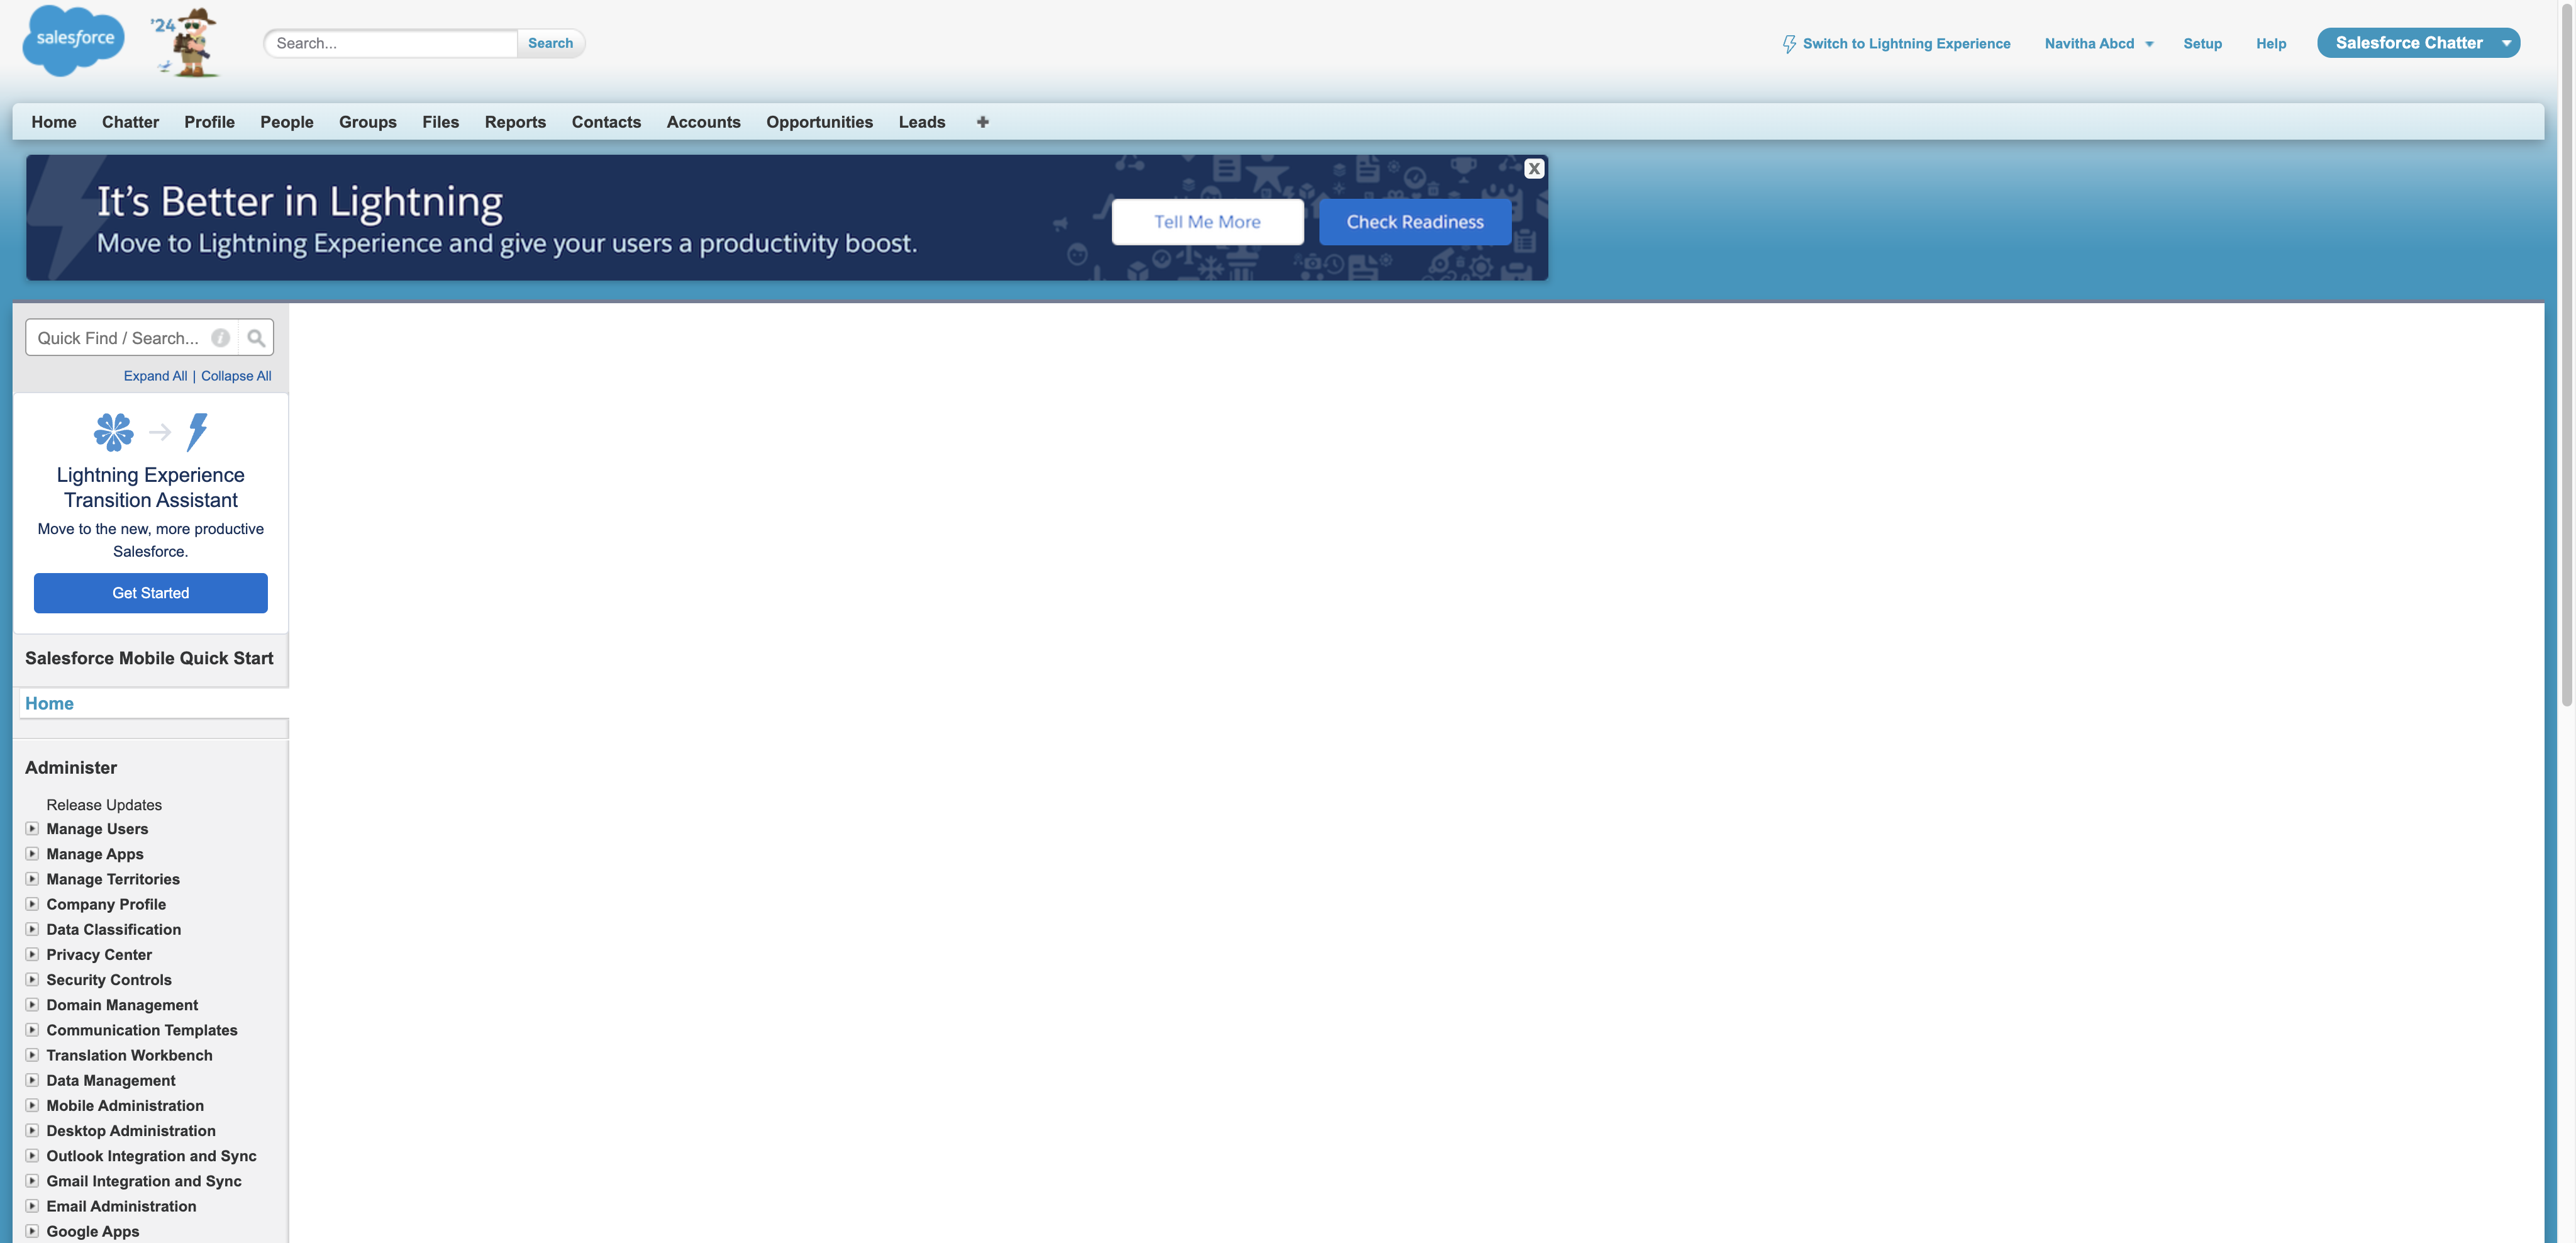 salesforce
'24
Search...
Search
Switch to Lightning Experience
Navitha Abcd
Setup
Help
Salesforce Chatter
Home
Chatter
Profile
People
Groups
Files
Reports
Contacts
Accounts
Opportunities
Leads
+
It's Better in Lightning
Move to Lightning Experience and give your users a productivity boost.
Tell Me More
Check Readiness
X
Quick Find / Search...
i
Expand All | Collapse All
Lightning Experience
Transition Assistant
Move to the new, more productive
Salesforce.
Get Started
Salesforce Mobile Quick Start
Home
Administer
Release Updates
Manage Users
Manage Apps
Manage Territories
Company Profile
Data Classification
Privacy Center
Security Controls
Domain Management
Communication Templates
Translation Workbench
Data Management
Mobile Administration
Desktop Administration
Outlook Integration and Sync
Gmail Integration and Sync
Email Administration
Google Apps